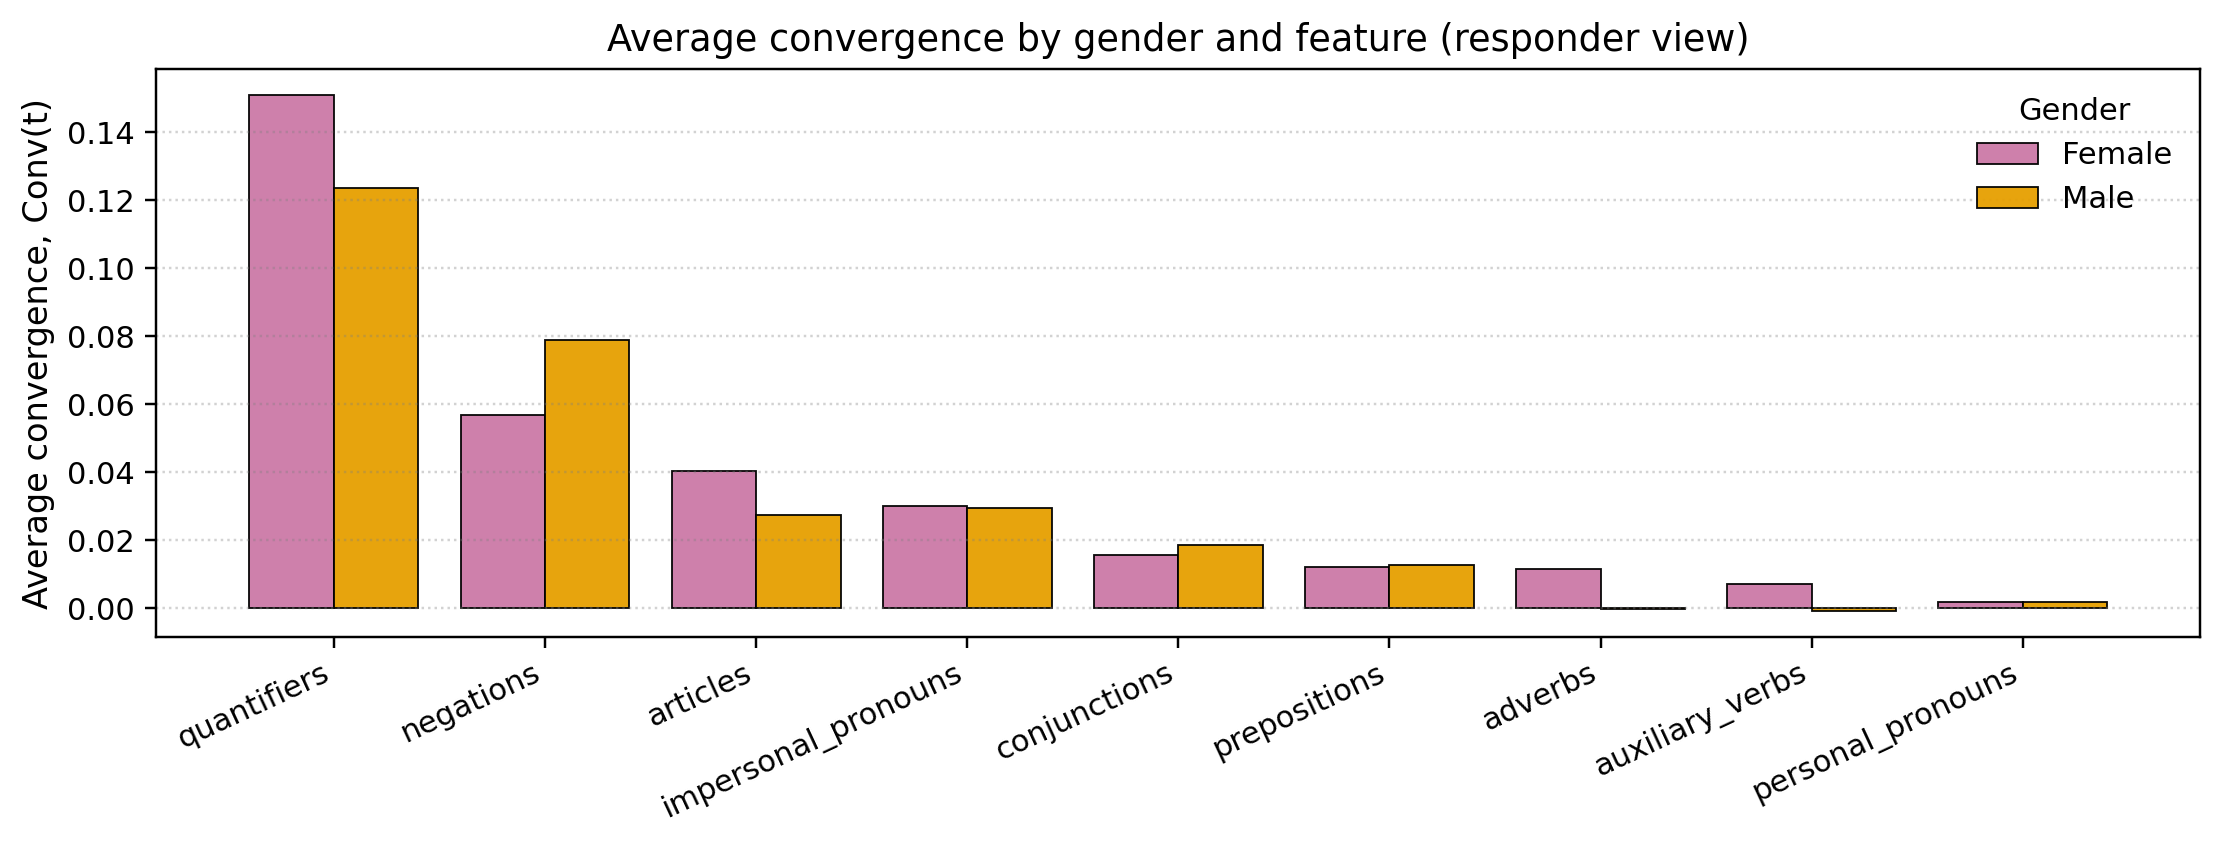 Average convergence by gender and feature (responder view)
Average convergence, Conv(t)
0.14
0.12
0.10
0.08
0.06
0.04
0.02
0.00
Gender
Female
Male
quantifiers
negations
articles
impersonal_pronouns
conjunctions
prepositions
adverbs
auxiliary_verbs
personal_pronouns